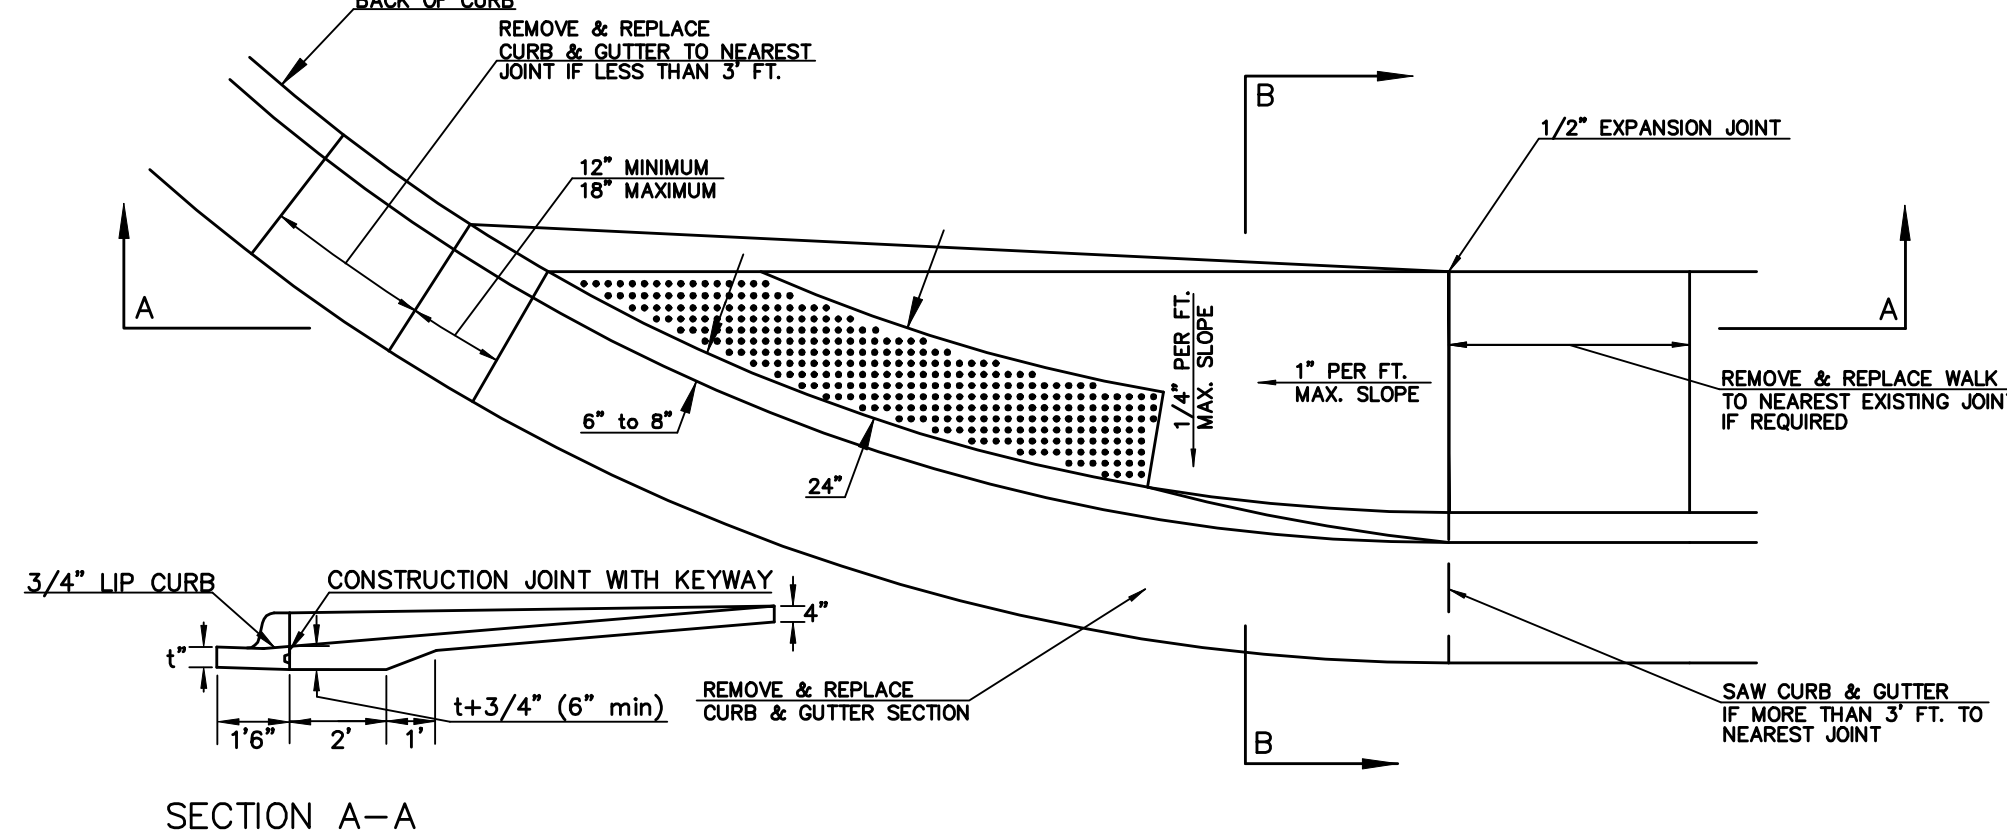 BACK OF CURB
REMOVE & REPLACE
CURB & GUTTER TO NEAREST
JOINT IF LESS THAN 3' FT.
B
1/2" EXPANSION JOINT
12" MINIMUM
18" MAXIMUM
A
A
1/4" PER FT.
MAX. SLOPE
1" PER FT.
MAX. SLOPE
REMOVE & REPLACE WALK
TO NEAREST EXISTING JOINT
IF REQUIRED
6" to 8"
24"
3/4" LIP CURB
CONSTRUCTION JOINT WITH KEYWAY
4"
t"
t+3/4" (6" min)
1'6"
2'
1'
REMOVE & REPLACE
CURB & GUTTER SECTION
SAW CURB & GUTTER
IF MORE THAN 3' FT. TO
NEAREST JOINT
B
SECTION A-A